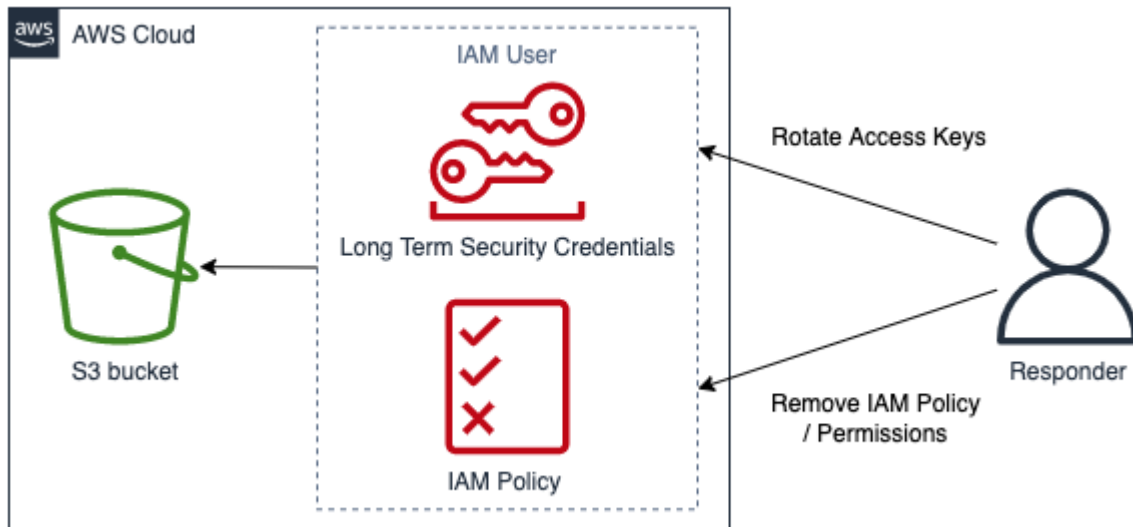 aws
AWS Cloud
IAM User
Long Term Security Credentials
IAM Policy
S3 bucket
Rotate Access Keys
Responder
Remove IAM Policy
/ Permissions